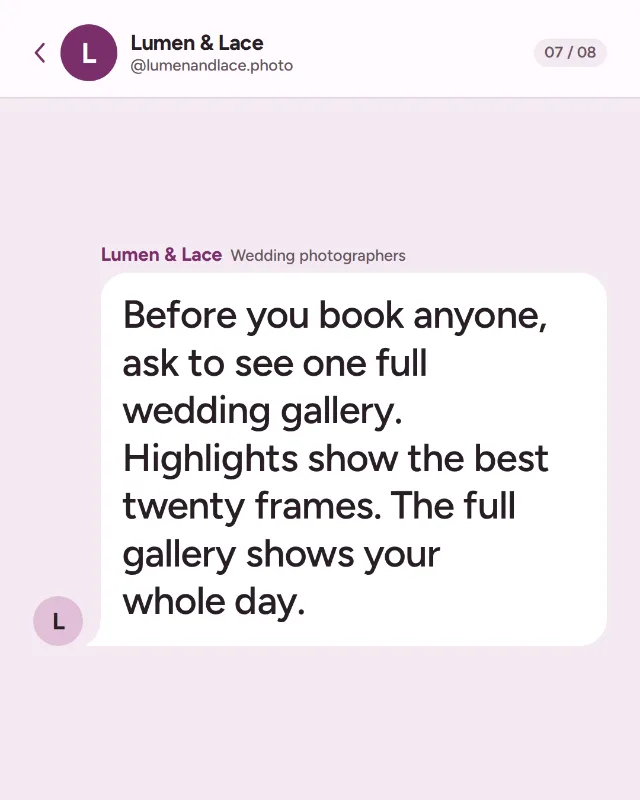 L
Lumen & Lace
@lumenandlace.photo
07 / 08
Lumen & Lace Wedding photographers
Before you book anyone,
ask to see one full
wedding gallery.
Highlights show the best
twenty frames. The full
gallery shows your
whole day.
L